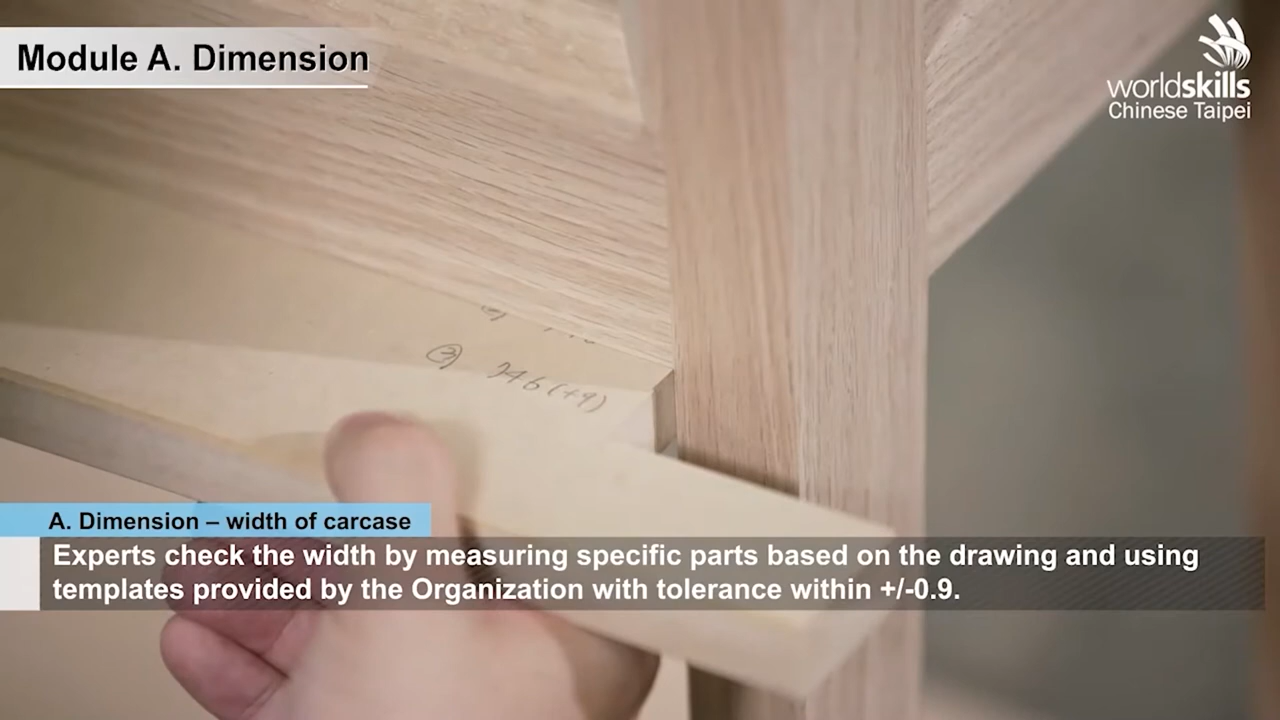 Module A. Dimension
worldskills
Chinese Taipei
③ 246 (+9)
A. Dimension – width of carcase
Experts check the width by measuring specific parts based on the drawing and using
templates provided by the Organization with tolerance within +/-0.9.